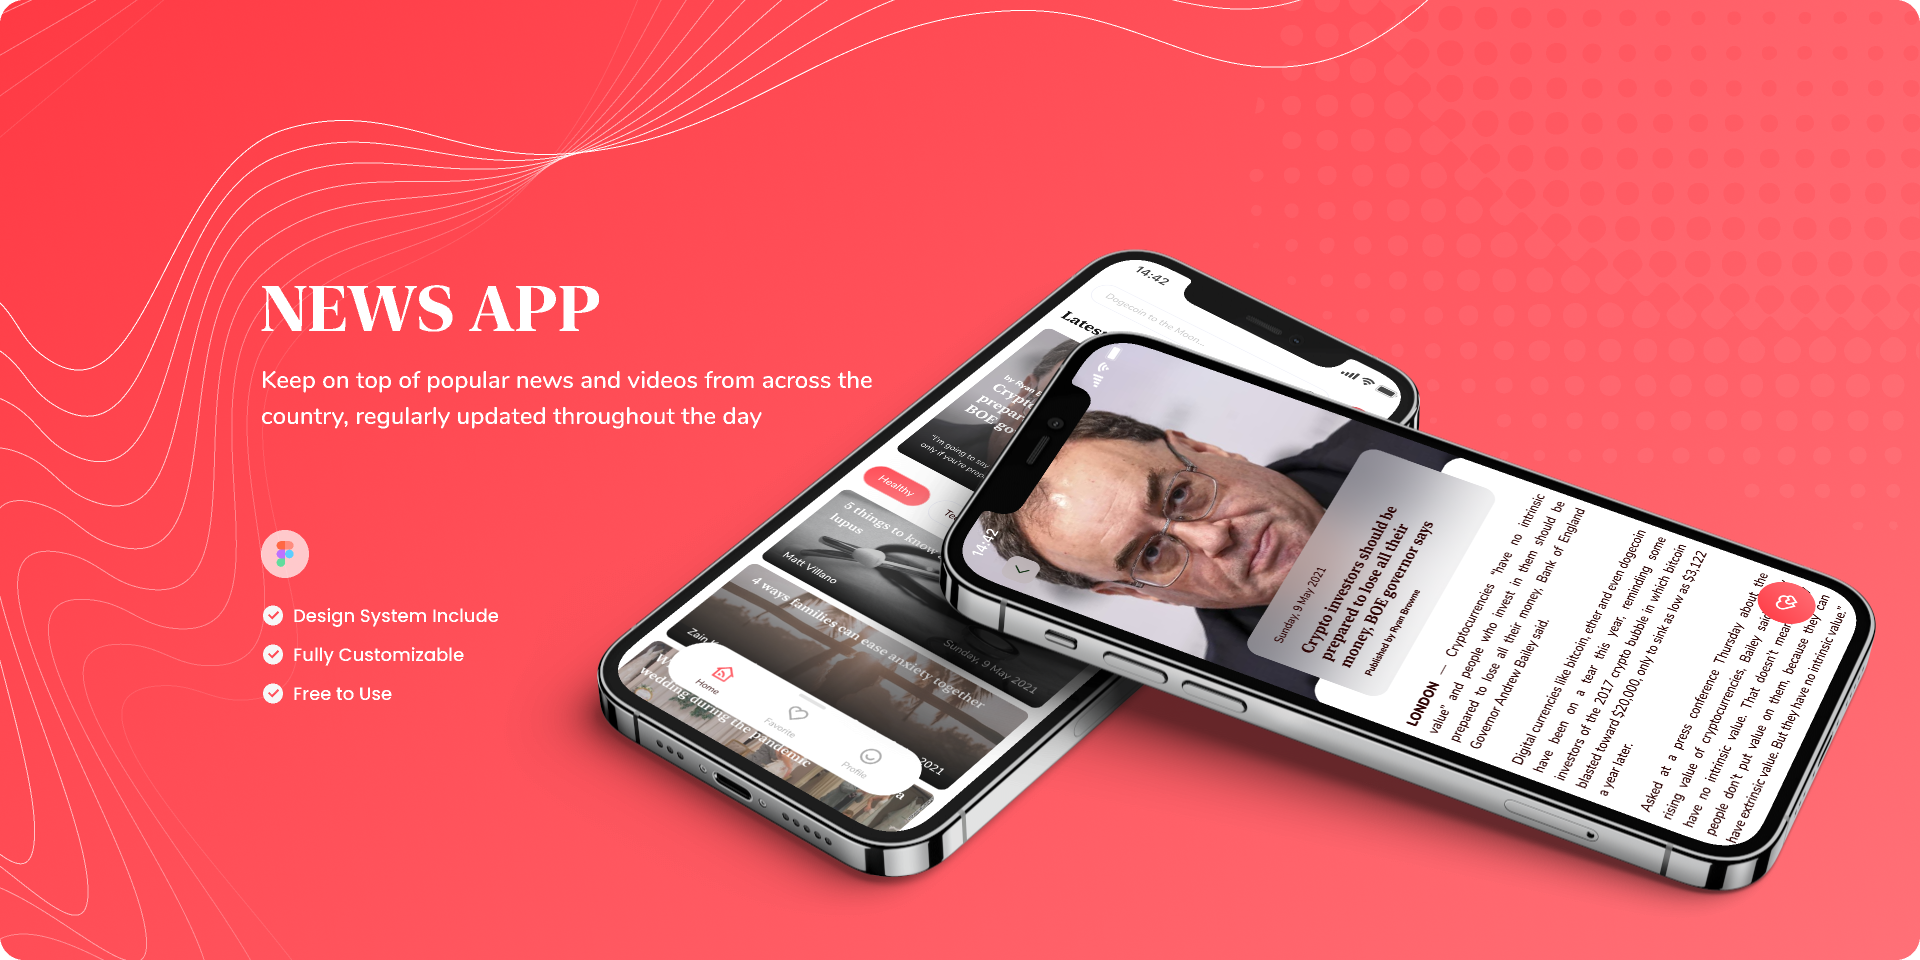 NEWS APP
Keep on top of popular news and videos from across the
country, regularly updated throughout the day
Design System Include
Fully Customizable
Free to Use
14:42
Dogecoin to the Moon...
Latest
by Ryan
"I'm going to say
only if you're prep
Healthy
5 things to know
lupus
Matt Villano
Sunday, 9 May 2021
4 ways families can ease anxiety together
2021
wedding during the pandemic
Home
Favorite
Profile
14:42
Sunday, 9 May 2021
Crypto investors should be
prepared to lose all their
money, BOE governor says
Published by Ryan Browne
LONDON — Cryptocurrencies “have no intrinsic
value” and people who invest in them should be
prepared to lose all their money, Bank of England
Governor Andrew Bailey said.
Digital currencies like bitcoin, ether and even dogecoin
have been on a tear this year, reminding some
investors of the 2017 crypto bubble in which bitcoin
blasted toward $20,000, only to sink as low as $3,122
a year later.
Asked at a press conference Thursday about the
rising value of cryptocurrencies, Bailey said
have no intrinsic value. That doesn't mean
people don't put value on them, because they can
have extrinsic value. But they have no intrinsic value.”